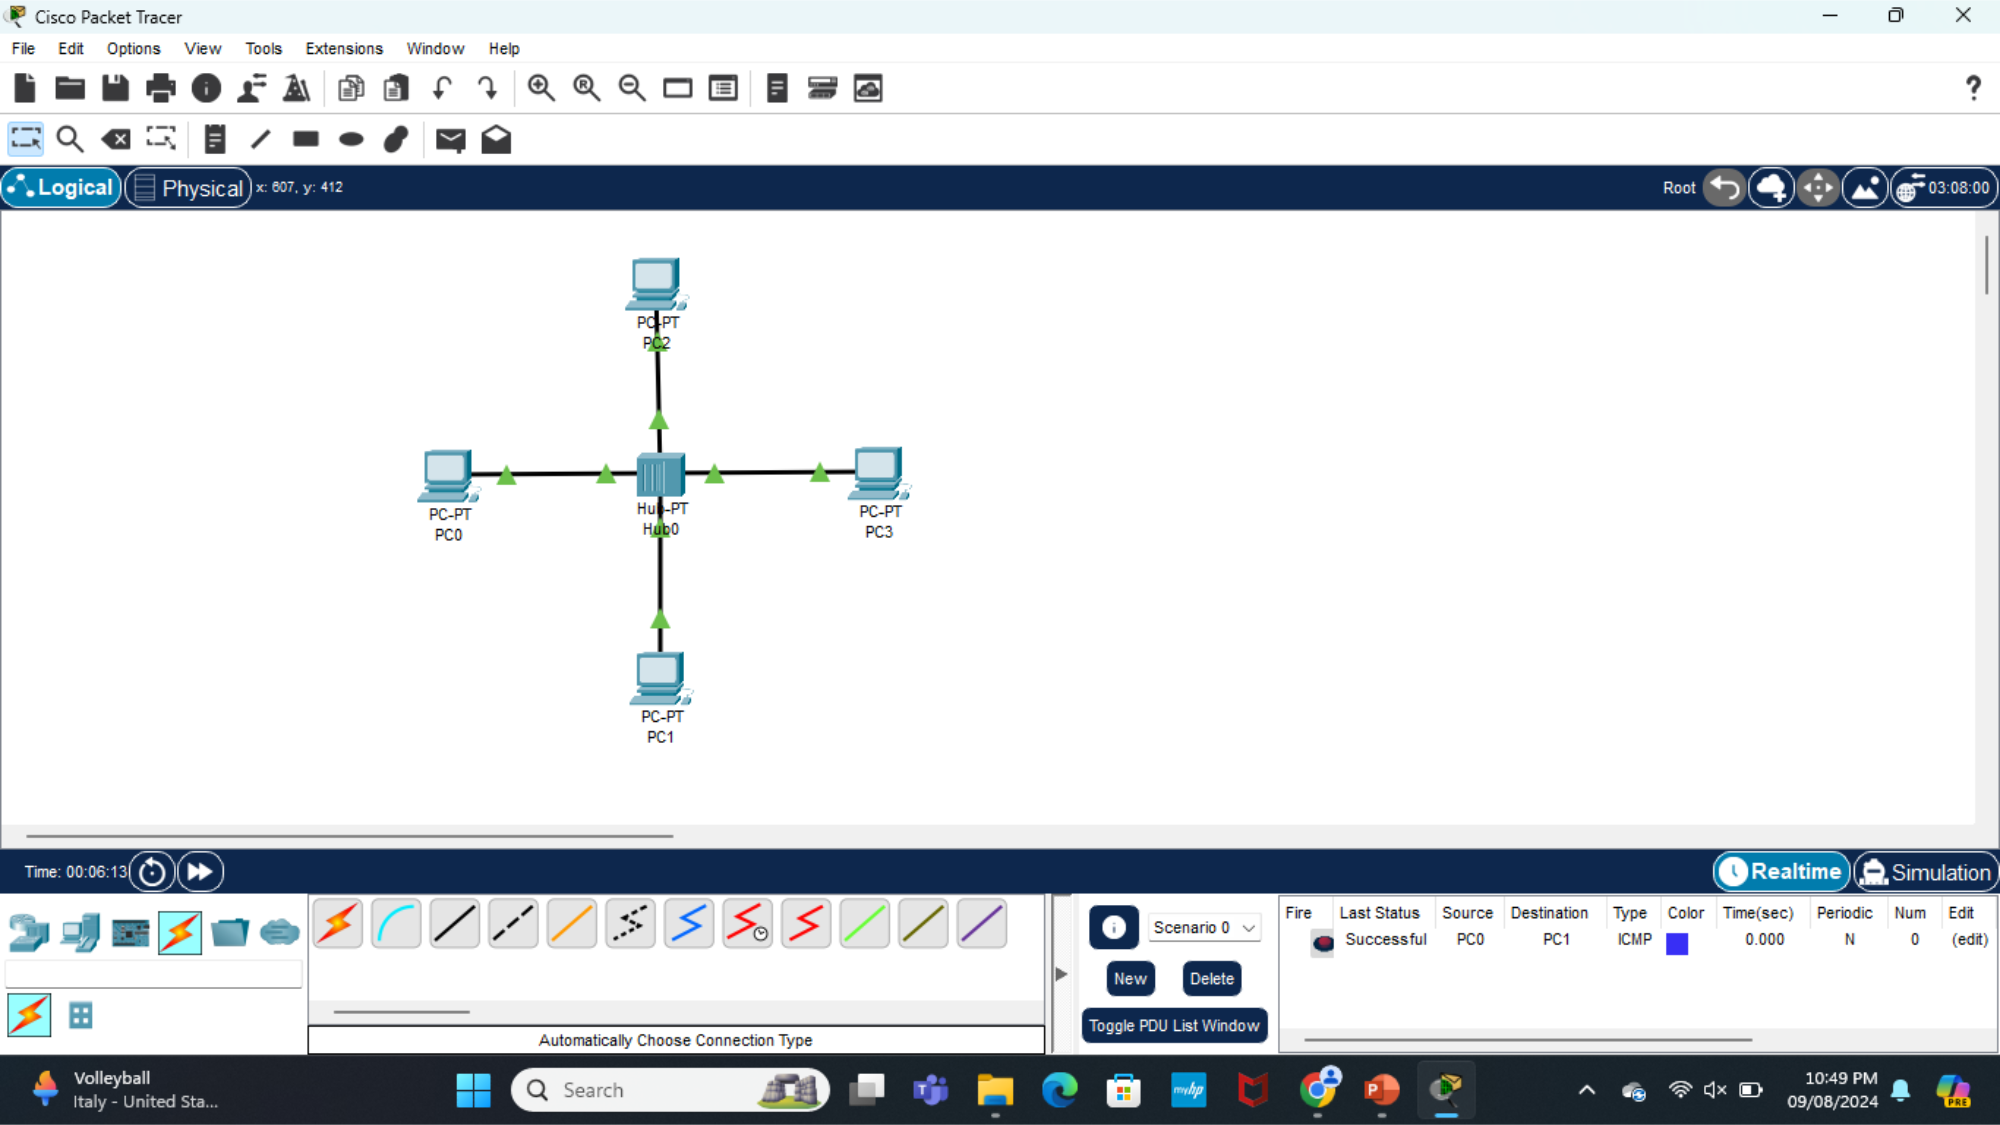 Cisco Packet Tracer
File Edit Options View Tools Extensions Window Help
Logical Physical x: 607, y: 412 Root 03:08:00
PC-PT
PC2
PC-PT
PC0
Hub-PT
Hub0
PC-PT
PC3
PC-PT
PC1
Time: 00:06:13 Realtime Simulation
Scenario 0
New Delete
Toggle PDU List Window
Fire Last Status Source Destination Type Color Time(sec) Periodic Num Edit
Successful PC0 PC1 ICMP 0.000 N 0 (edit)
Automatically Choose Connection Type
Volleyball
Italy - United Sta...
Search
myhp
PRE
10:49 PM
09/08/2024